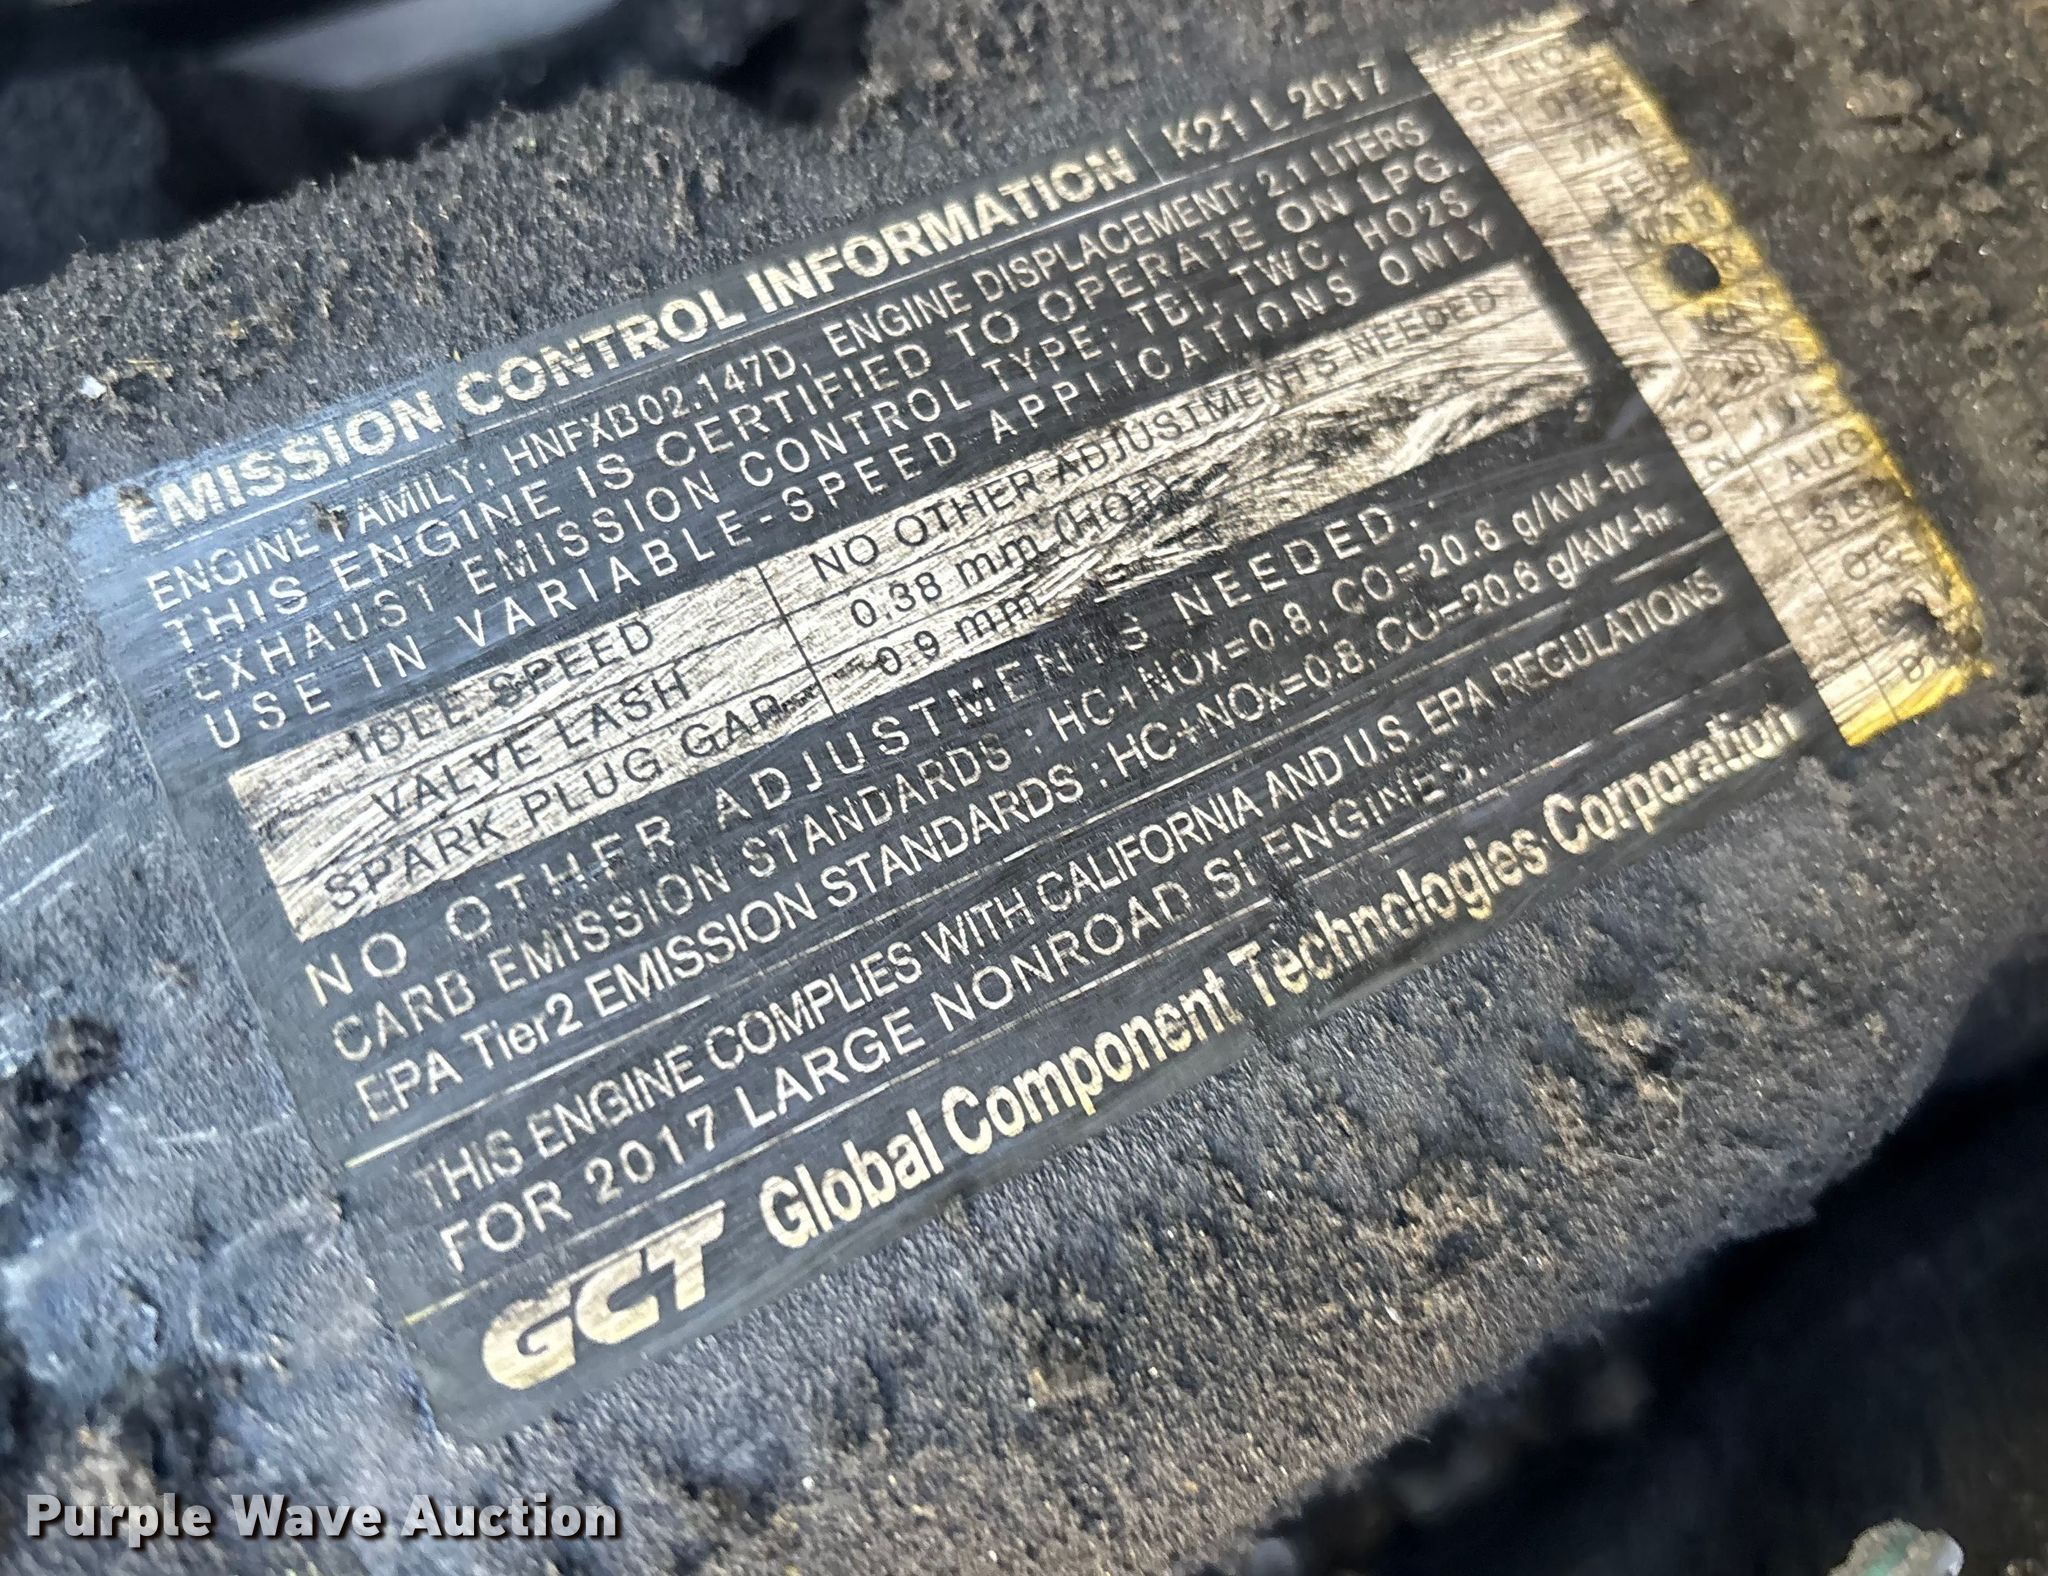 EMISSION CONTROL INFORMATION K21 L 2017
ENGINE FAMILY: HNFXB02.147D, ENGINE DISPLACEMENT: 2.1 LITERS
THIS ENGINE IS CERTIFIED TO OPERATE ON LPG.
EXHAUST EMISSION CONTROL TYPE: TBI, TWC, HO2S
USE IN VARIABLE-SPEED APPLICATIONS ONLY
IDLE SPEED NO OTHER ADJUSTMENTS NEEDED.
VALVE LASH 0.38 mm (HOT)
SPARK PLUG GAP 0.9 mm
NO OTHER ADJUSTMENTS NEEDED.
CARB EMISSION STANDARDS : HC+NOx=0.8, CO=20.6 g/kW-hr
EPA Tier2 EMISSION STANDARDS : HC+NOx=0.8, CO=20.6 g/kW-hr.
THIS ENGINE COMPLIES WITH CALIFORNIA AND U.S. EPA REGULATIONS
FOR 2017 LARGE NONROAD SI ENGINES.
GCT Global Component Technologies Corporation
AUG
Purple Wave Auction